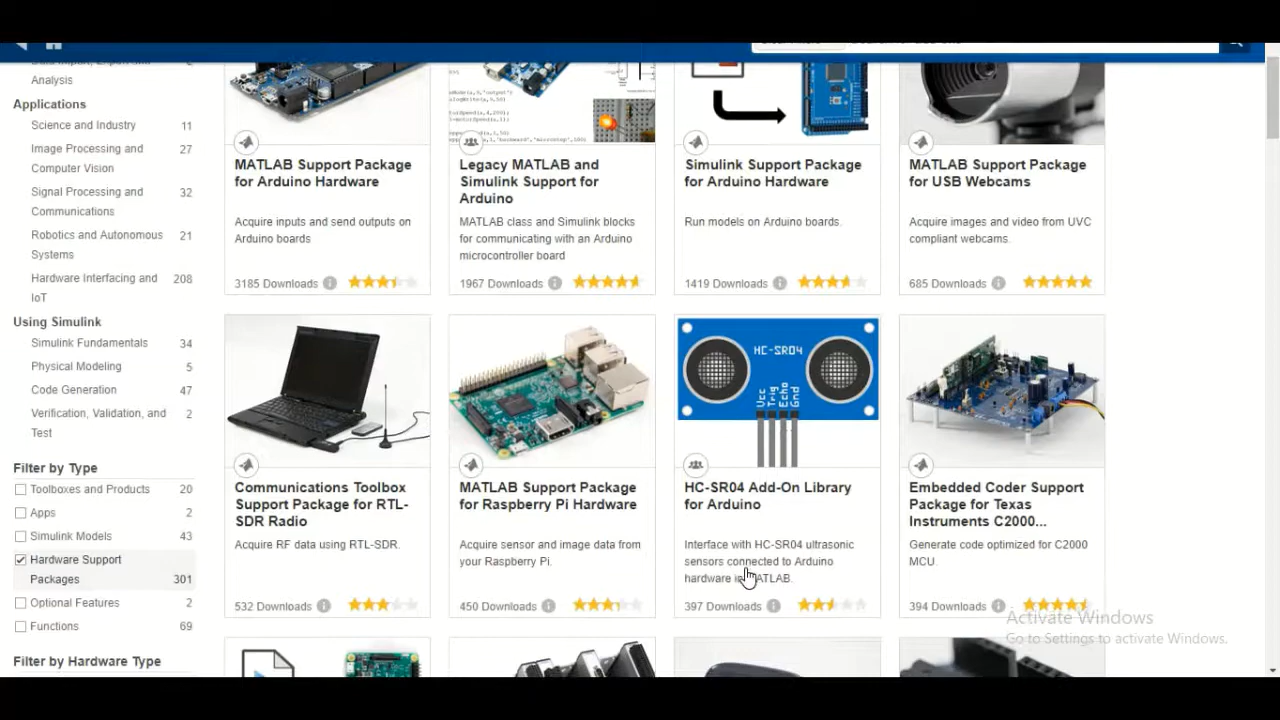 Analysis
Applications
Science and Industry 11
Image Processing and 27
Computer Vision
Signal Processing and 32
Communications
Robotics and Autonomous 21
Systems
Hardware Interfacing and 208
IoT
Using Simulink
Simulink Fundamentals 34
Physical Modeling 5
Code Generation 47
Verification, Validation, and 2
Test
Filter by Type
Toolboxes and Products 20
Apps 2
Simulink Models 43
Hardware Support
Packages 301
Optional Features 2
Functions 69
Filter by Hardware Type
MATLAB Support Package
for Arduino Hardware
Acquire inputs and send outputs on
Arduino boards
3185 Downloads
Legacy MATLAB and
Simulink Support for
Arduino
MATLAB class and Simulink blocks
for communicating with an Arduino
microcontroller board
1967 Downloads
Simulink Support Package
for Arduino Hardware
Run models on Arduino boards.
1419 Downloads
MATLAB Support Package
for USB Webcams
Acquire images and video from UVC
compliant webcams.
685 Downloads
Communications Toolbox
Support Package for RTL-
SDR Radio
Acquire RF data using RTL-SDR.
532 Downloads
MATLAB Support Package
for Raspberry Pi Hardware
Acquire sensor and image data from
your Raspberry Pi.
450 Downloads
HC-SR04
Vcc
Trig
Echo
Gnd
HC-SR04 Add-On Library
for Arduino
Interface with HC-SR04 ultrasonic
sensors connected to Arduino
hardware in MATLAB.
397 Downloads
Embedded Coder Support
Package for Texas
Instruments C2000...
Generate code optimized for C2000
MCU.
394 Downloads
Activate Windows
Go to Settings to activate Windows.